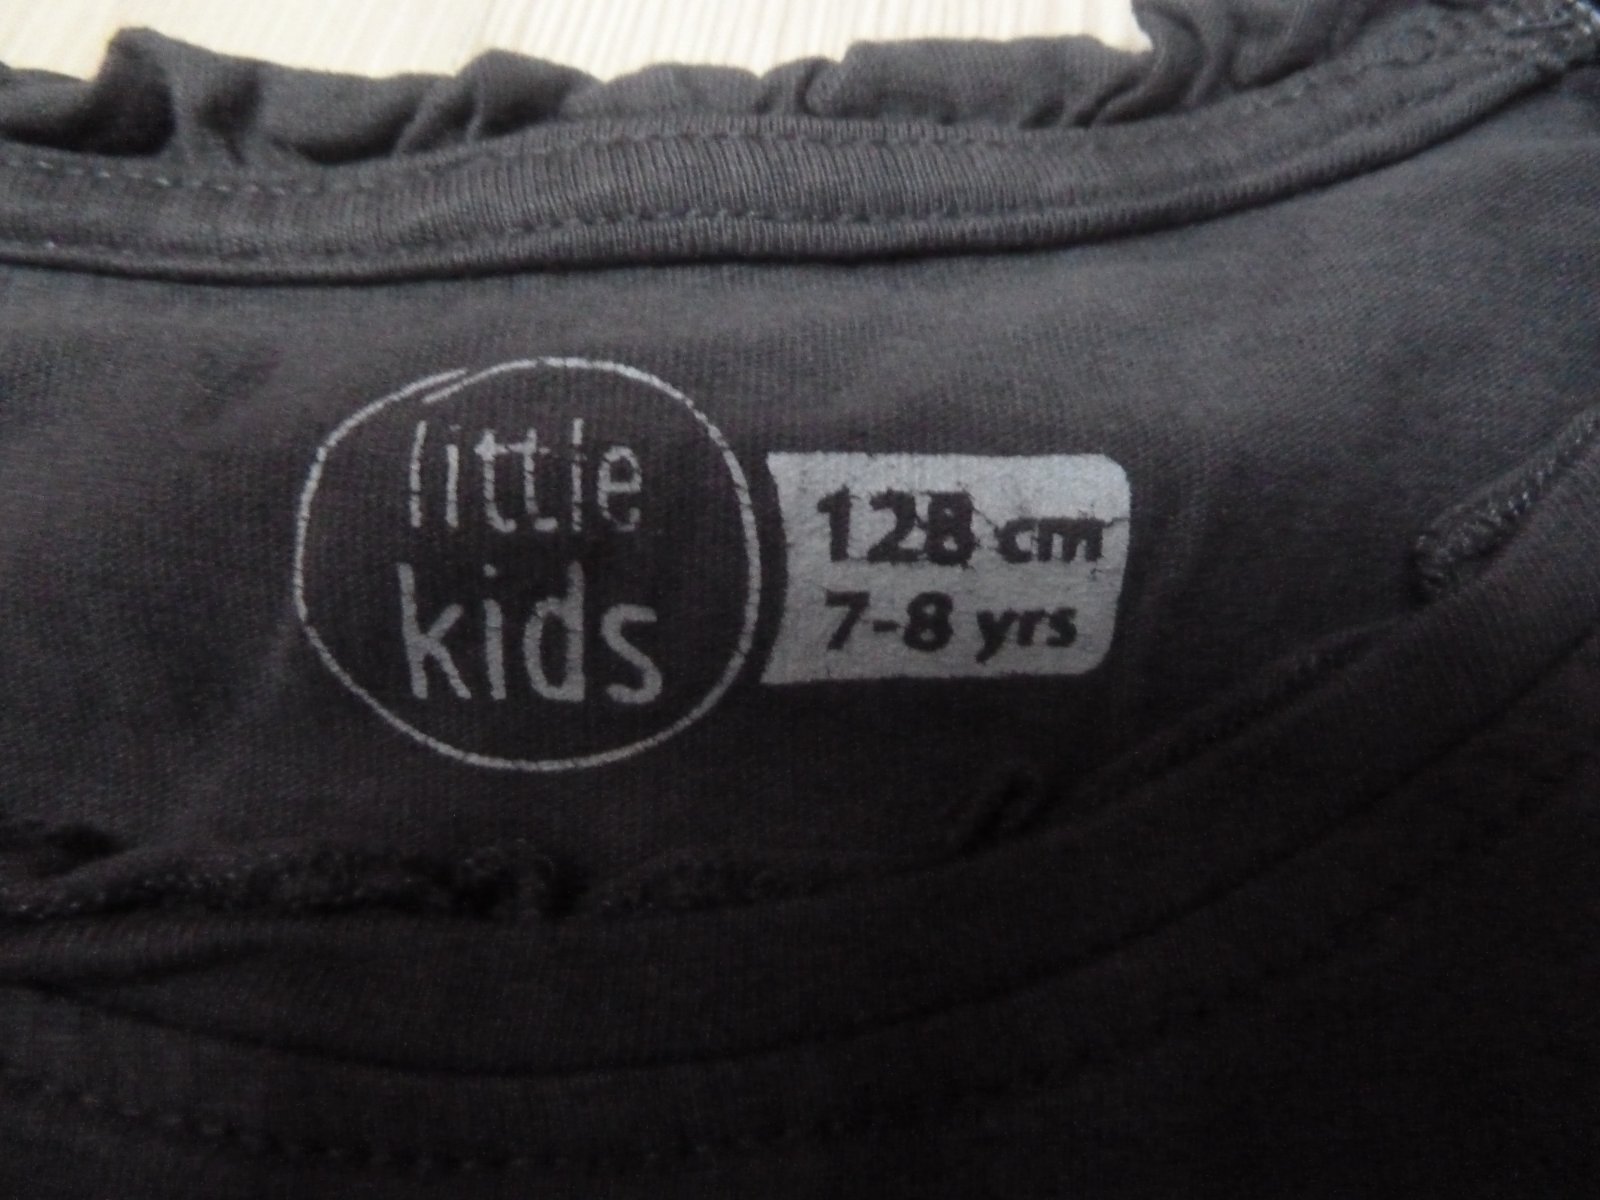 little
kids
128 cm
7-8 yrs